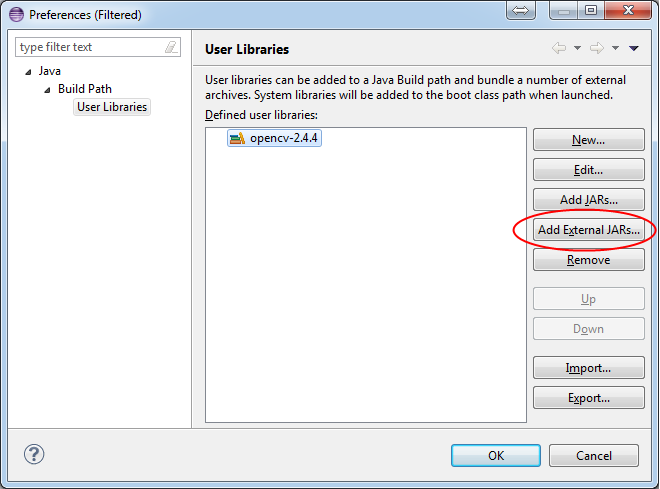 Preferences (Filtered)
type filter text
Java
Build Path
User Libraries
User Libraries
User libraries can be added to a Java Build path and bundle a number of external
archives. System libraries will be added to the boot class path when launched.
Defined user libraries:
opencv-2.4.4
New...
Edit...
Add JARs...
Add External JARs...
Remove
Up
Down
Import...
Export...
?
OK
Cancel